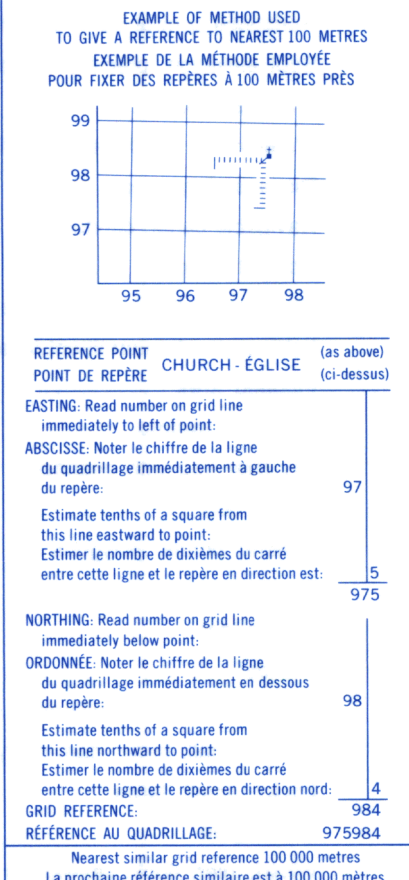 EXAMPLE OF METHOD USED
TO GIVE A REFERENCE TO NEAREST 100 METRES
EXEMPLE DE LA MÉTHODE EMPLOYÉE
POUR FIXER DES REPÈRES À 100 MÈTRES PRÈS
99
98
97
95 96 97 98
REFERENCE POINT
POINT DE REPÈRE
CHURCH - ÉGLISE
(as above)
(ci-dessus)
EASTING: Read number on grid line
immediately to left of point:
ABSCISSE: Noter le chiffre de la ligne
du quadrillage immédiatement à gauche
du repère: 97
Estimate tenths of a square from
this line eastward to point:
Estimer le nombre de dixièmes du carré
entre cette ligne et le repère en direction est: 5
975
NORTHING: Read number on grid line
immediately below point:
ORDONNÉE: Noter le chiffre de la ligne
du quadrillage immédiatement en dessous
du repère: 98
Estimate tenths of a square from
this line northward to point:
Estimer le nombre de dixièmes du carré
entre cette ligne et le repère en direction nord: 4
GRID REFERENCE: 984
RÉFÉRENCE AU QUADRILLAGE: 975984
Nearest similar grid reference 100 000 metres
La prochaine référence similaire est à 100 000 mètres